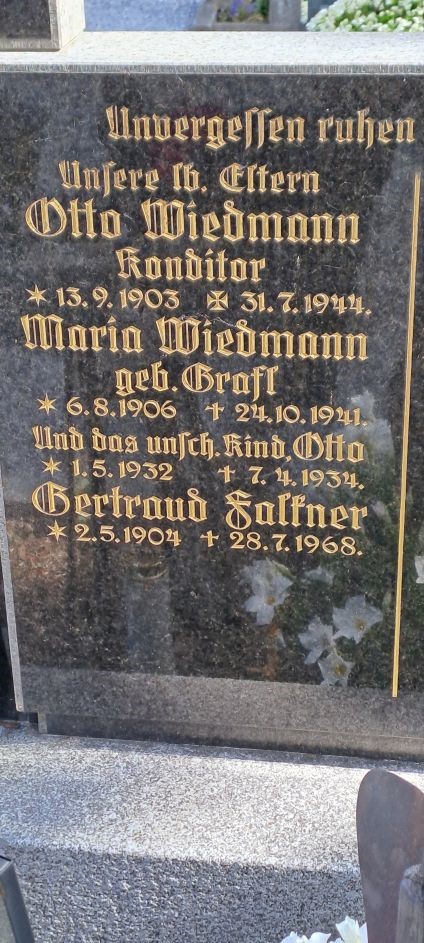 Unvergeſſen ruhen
Unſere lb. Eltern
Otto Wiedmann
Konditor
* 13.9.1903 ✠ 31.7.1944.
Maria Wiedmann
geb. Graſl
* 6.8.1906 † 24.10.1941.
Und das unſch. Kind, Otto
* 1.5.1932 † 7.4.1934.
Gertraud Falkner
* 2.5.1904 † 28.7.1968.